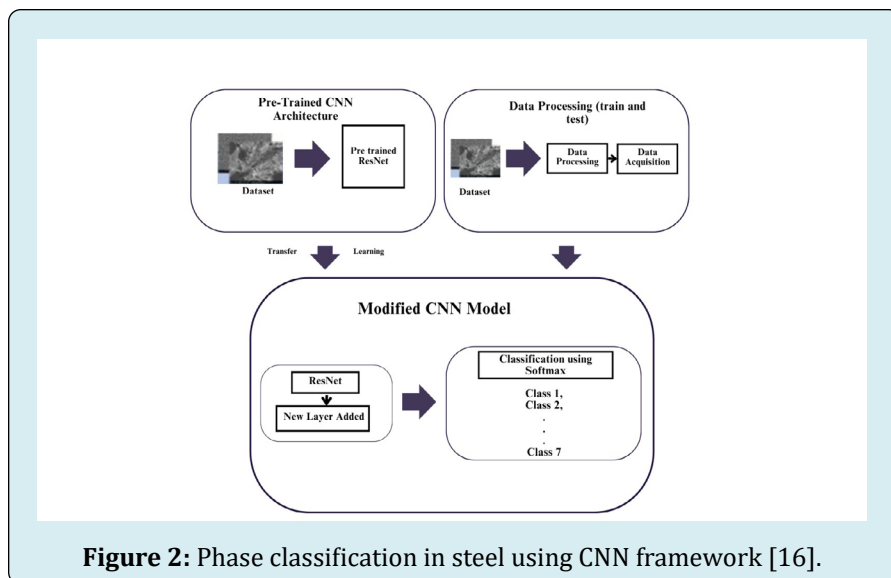 Pre-Trained CNN
Architecture
Dataset
Pre trained
ResNet
Data Processing (train and
test)
Dataset
Data
Processing
Data
Acquisition
Transfer Learning
Modified CNN Model
ResNet
New Layer Added
Classification using
Softmax
Class 1,
Class 2,
.
.
.
Class 7
Figure 2: Phase classification in steel using CNN framework [16].